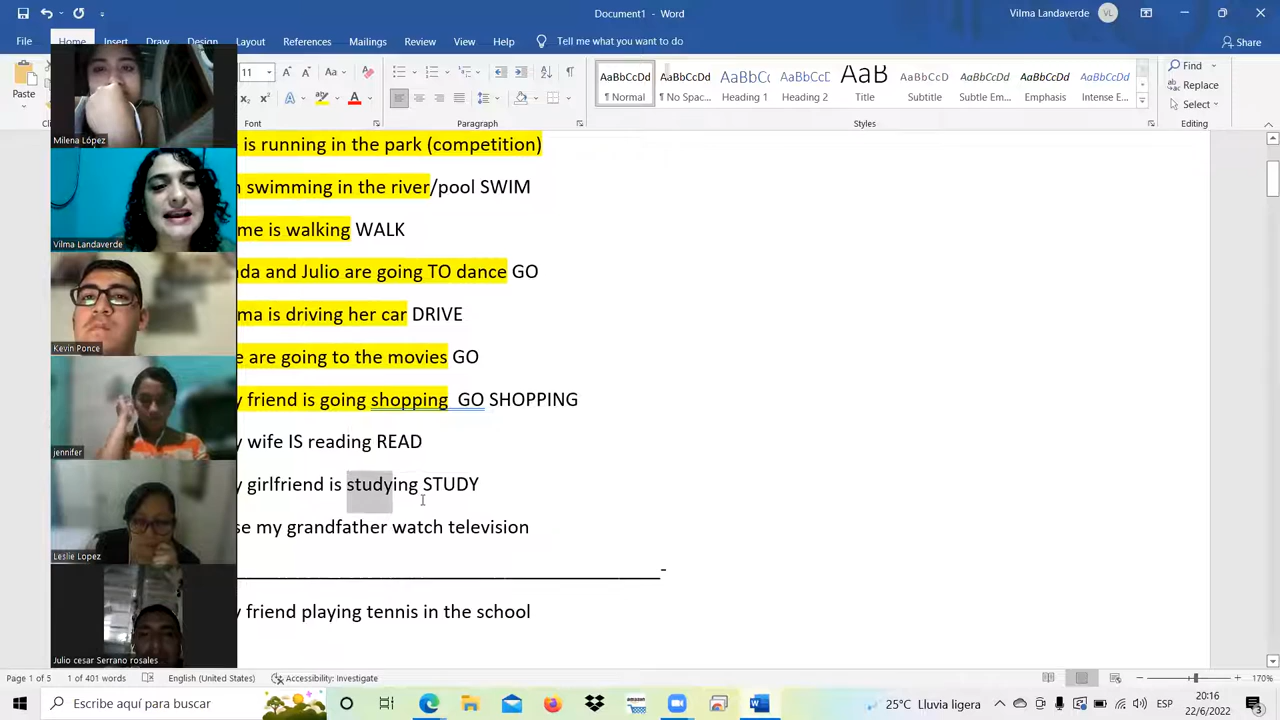 Document1 - Word
Vilma Landaverde VL
Home
Draw Design
References
Mailings
Review
View
Help
Tell me what you want to do
Share
Paste
11
Aa
Font
Paragraph
AaBbCcDd AaBbCcDd AaBbCc AaBbCcD AaB AaBbCcD AaBbCcDd AaBbCcDd AaBbCcDd
¶ Normal ¶ No Spac... Heading 1 Heading 2 Title Subtitle Subtle Em... Emphasis Intense E...
Styles
Find
Replace
Select
Editing
Milena López
Vilma Landaverde
Kevin Ponce
jennifer
Leslie Lopez
Julio cesar Serrano rosales
is running in the park (competition)
swimming in the river/pool SWIM
me is walking WALK
da and Julio are going TO dance GO
ma is driving her car DRIVE
e are going to the movies GO
y friend is going shopping GO SHOPPING
y wife IS reading READ
y girlfriend is studying STUDY
se my grandfather watch television
y friend playing tennis in the school
Page 1 of 5 1 of 401 words English (United States) Accessibility: Investigate 170%
Escribe aquí para buscar
25°C Lluvia ligera
20:16
22/6/2022
3